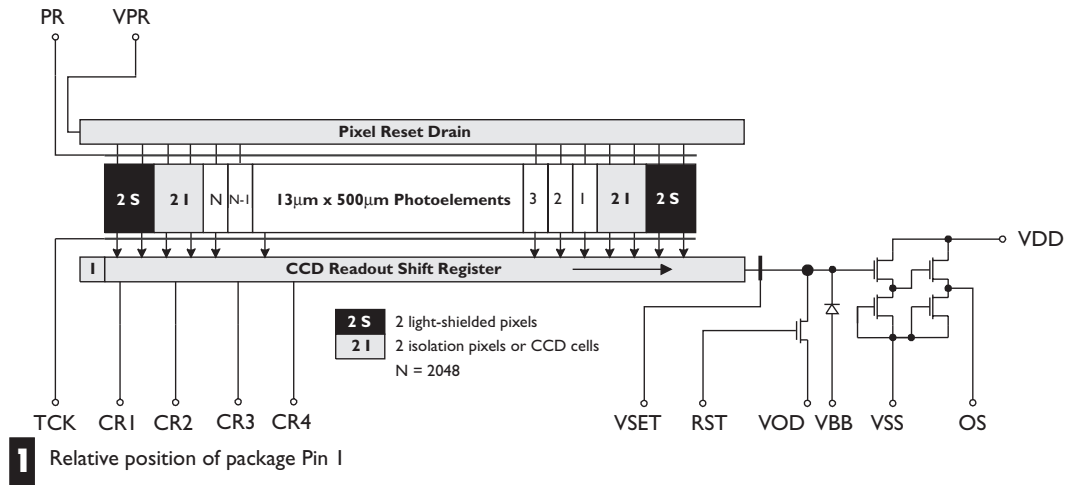 PR VPR
Pixel Reset Drain
2 S 2 I N N-1 13μm x 500μm Photoelements 3 2 1 2 I 2 S
VDD
1 CCD Readout Shift Register
2 S 2 light-shielded pixels
2 I 2 isolation pixels or CCD cells
N = 2048
TCK CR1 CR2 CR3 CR4 VSET RST VOD VBB VSS OS
1 Relative position of package Pin 1